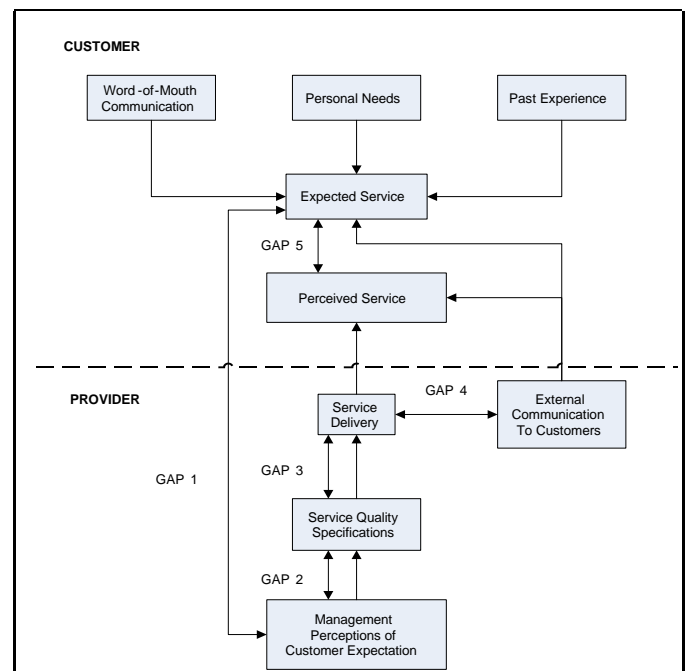 CUSTOMER
Word-of-Mouth
Communication
Personal Needs
Past Experience
Expected Service
GAP 5
Perceived Service
PROVIDER
GAP 4
Service
Delivery
External
Communication
To Customers
GAP 1
GAP 3
Service Quality
Specifications
GAP 2
Management
Perceptions of
Customer Expectation